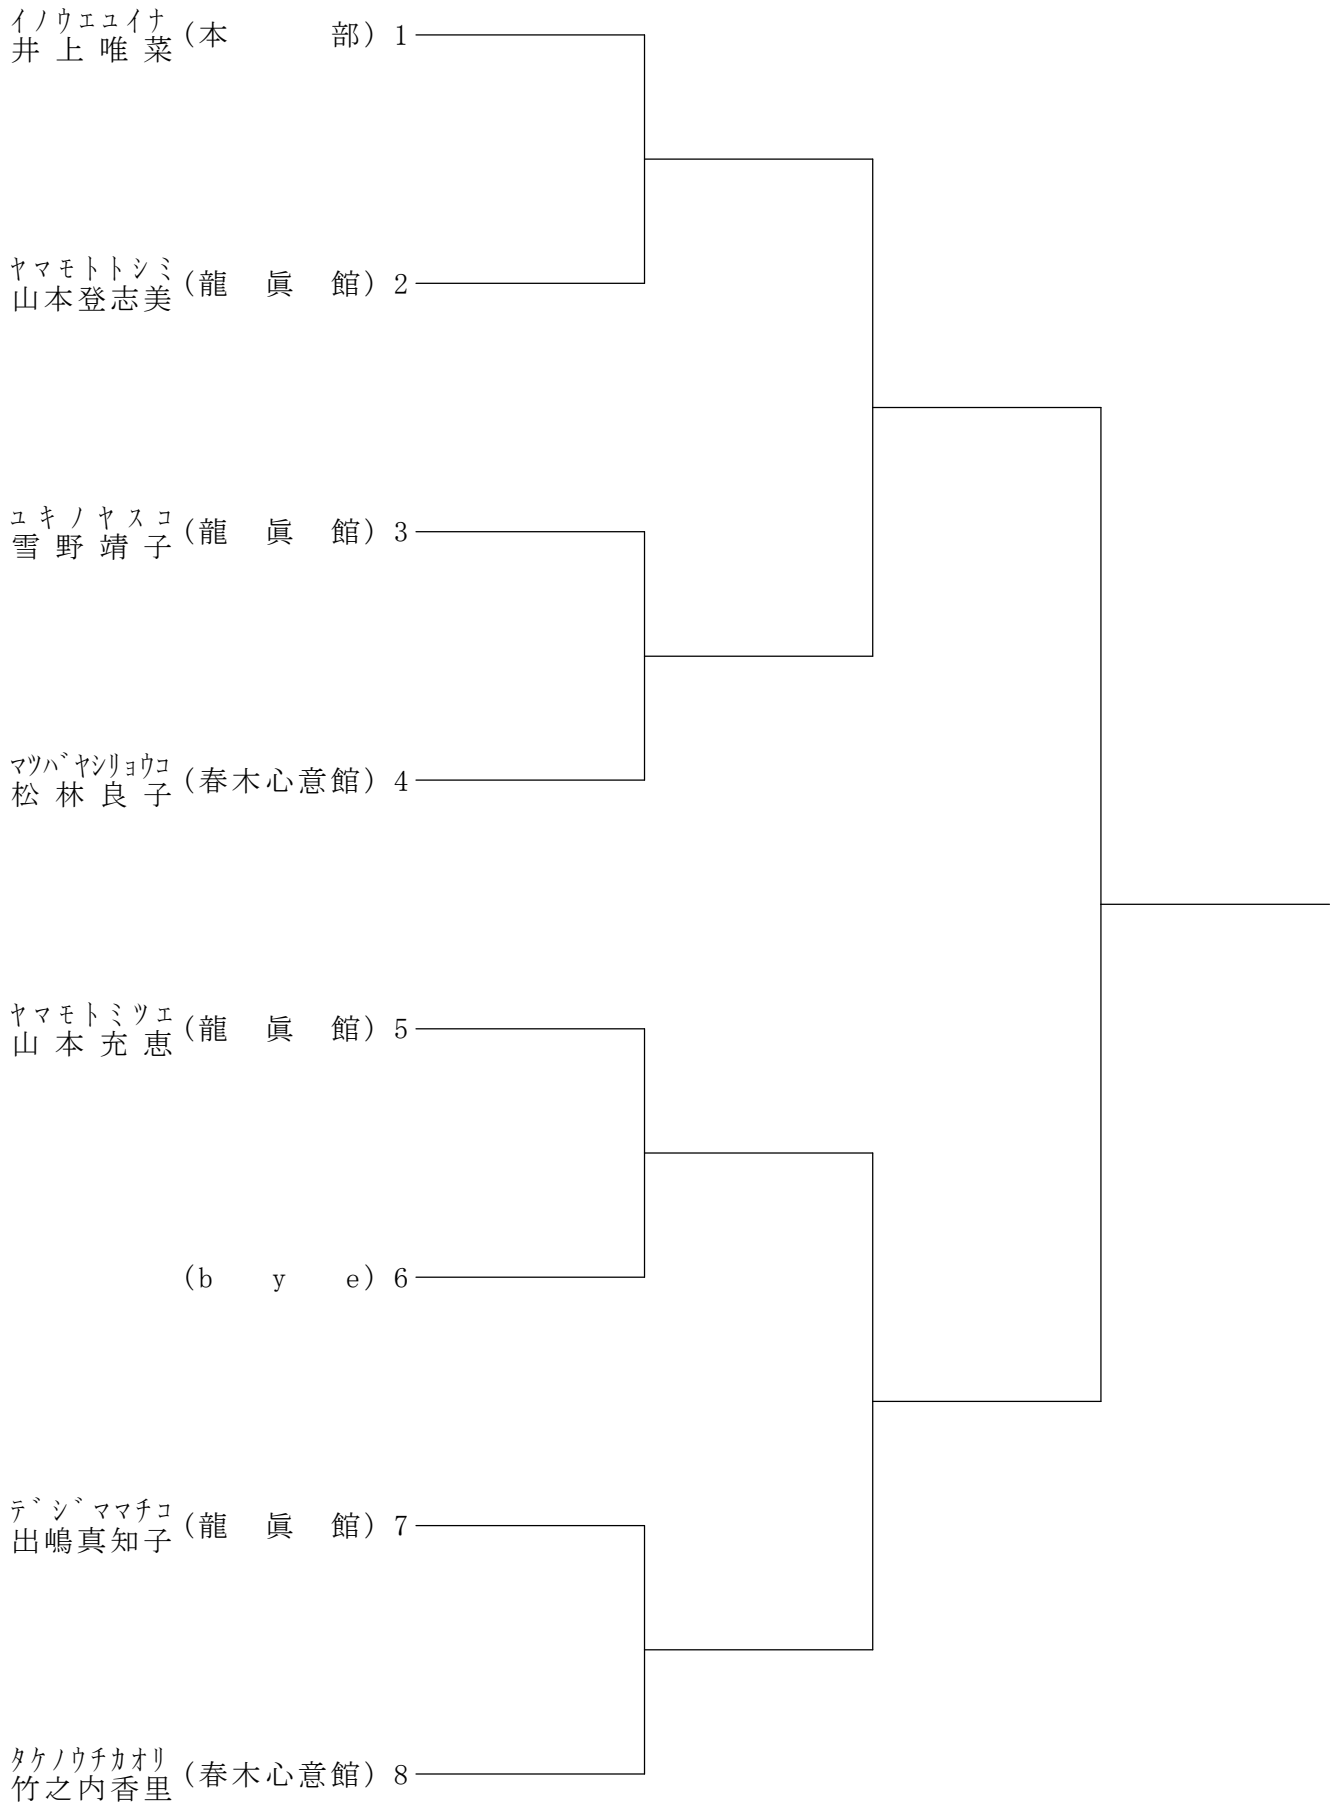 イノウエユイナ
井上唯菜 (本部) 1
ヤマモトトシミ
山本登志美 (龍眞館) 2
ユキノヤスコ
雪野靖子 (龍眞館) 3
マツバヤシリョウコ
松林良子 (春木心意館) 4
ヤマモトミツエ
山本充恵 (龍眞館) 5
(bye) 6
デジママチコ
出嶋真知子 (龍眞館) 7
タケノウチカオリ
竹之内香里 (春木心意館) 8